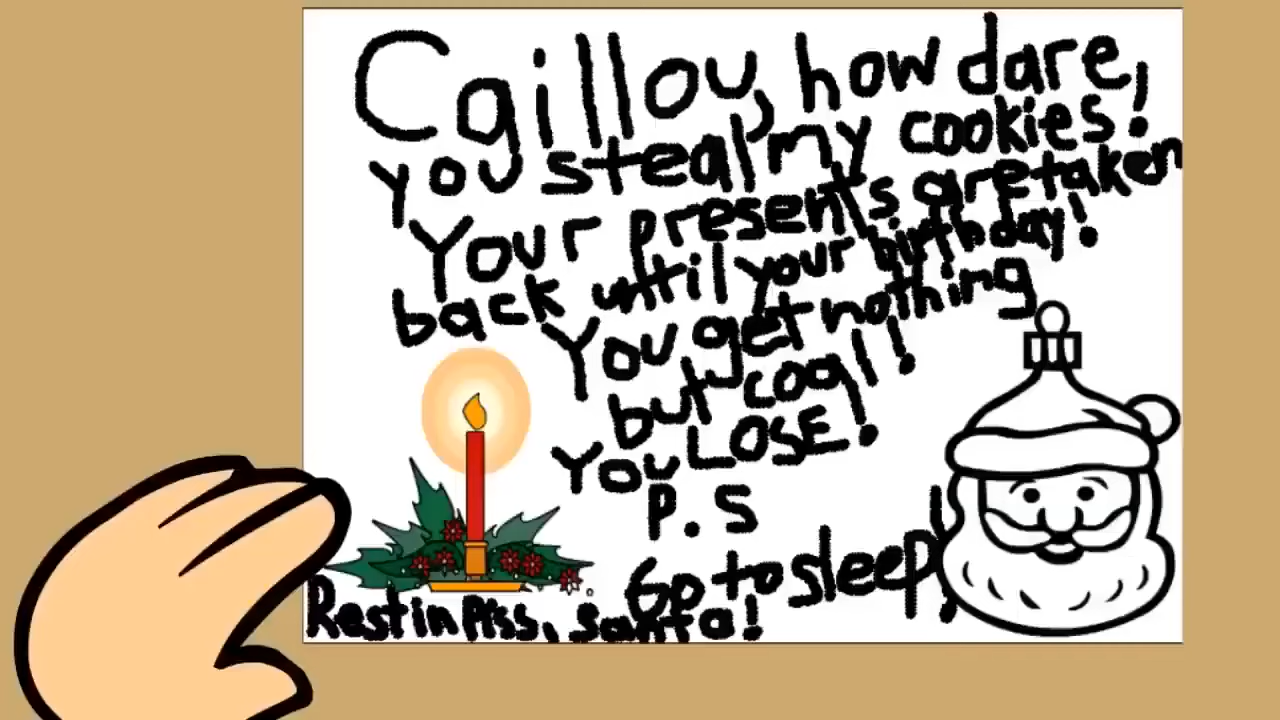 Caillou, how dare,
you steal my cookies!
Your presents are taken
back until your birthday!
You get nothing
but coal!
You LOSE!
P.S
Go to sleep!
Rest in piss, santa!